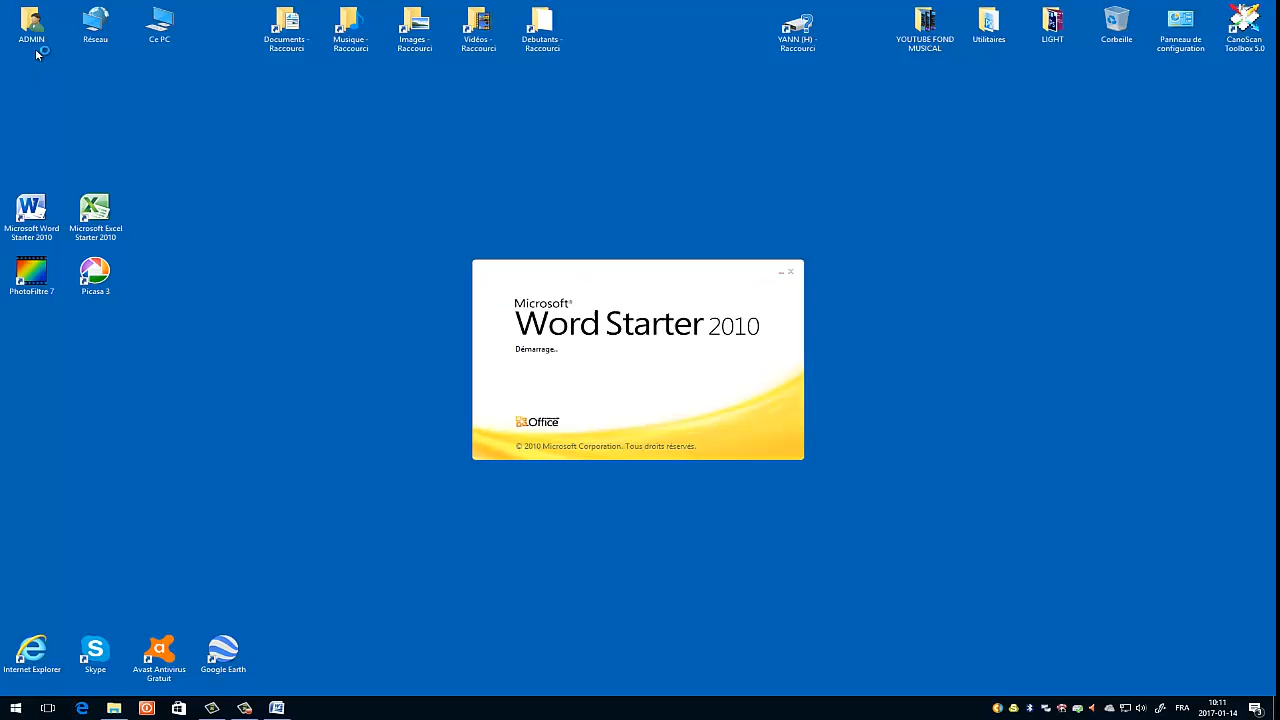 ADMIN
Réseau
Ce PC
Documents -
Raccourci
Musique -
Raccourci
Images -
Raccourci
Vidéos -
Raccourci
Debutants -
Raccourci
YANN (H) -
Raccourci
YOUTUBE FOND
MUSICAL
Utilitaires
LIGHT
Corbeille
Panneau de
configuration
CanoScan
Toolbox 5.0
Microsoft Word
Starter 2010
Microsoft Excel
Starter 2010
PhotoFiltre 7
Picasa 3
Microsoft®
Word Starter 2010
Démarrage..
Office
© 2010 Microsoft Corporation. Tous droits réservés.
Internet Explorer
Skype
Avast Antivirus
Gratuit
Google Earth
FRA
10:11
2017-01-14